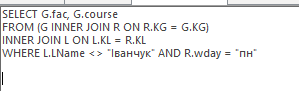 SELECT G.fac, G.course
FROM (G INNER JOIN R ON R.KG = G.KG)
INNER JOIN L ON L.KL = R.KL
WHERE L.LName <> "Іванчук" AND R.wday = "пн"